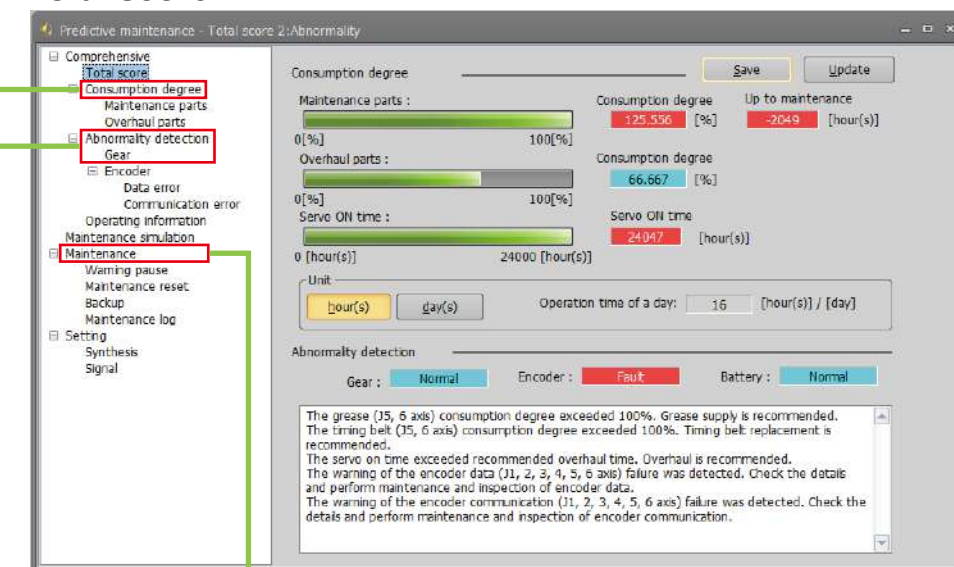 Predictive maintenance - Total score 2:Abnormality
Comprehensive
Total score
Consumption degree
Maintenance parts
Overhaul parts
Abnormality detection
Gear
Encoder
Data error
Communication error
Operating information
Maintenance simulation
Maintenance
Warning pause
Maintenance reset
Backup
Maintenance log
Setting
Synthesis
Signal
Consumption degree
Save Update
Maintenance parts : Consumption degree Up to maintenance
125.556 [%] -2049 [hour(s)]
0[%] 100[%]
Overhaul parts : Consumption degree
66.667 [%]
0[%] 100[%]
Servo ON time : Servo ON time
24047 [hour(s)]
0 [hour(s)] 24000 [hour(s)]
Unit
hour(s) day(s) Operation time of a day: 16 [hour(s)] / [day]
Abnormality detection
Gear : Normal Encoder : Fault Battery : Normal
The grease (J5, 6 axis) consumption degree exceeded 100%. Grease supply is recommended.
The timing belt (J5, 6 axis) consumption degree exceeded 100%. Timing belt replacement is
recommended.
The servo on time exceeded recommended overhaul time. Overhaul is recommended.
The warning of the encoder data (J1, 2, 3, 4, 5, 6 axis) failure was detected. Check the details
and perform maintenance and inspection of encoder data.
The warning of the encoder communication (J1, 2, 3, 4, 5, 6 axis) failure was detected. Check the
details and perform maintenance and inspection of encoder communication.